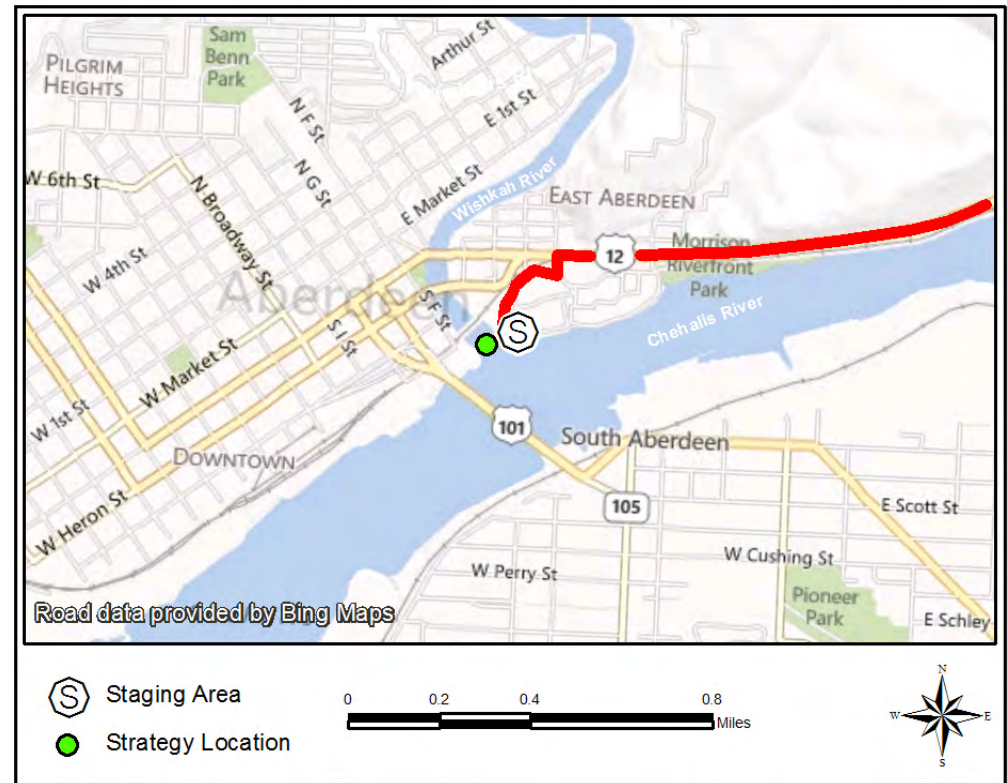 Sam
Benn
Park
PILGRIM
HEIGHTS
Arthur St
N F St
E 1st St
W 6th St
N G St
N Broadway St
E Market St
Wishkah River
EAST ABERDEEN
W 4th St
12
Morrison
Riverfront
Park
Aberdeen
S F St
S
Chehalis River
S I St
W Market St
W 1st St
101
South Aberdeen
DOWNTOWN
105
E Scott St
W Heron St
W Cushing St
W Perry St
Pioneer
Park
E Schley
Road data provided by Bing Maps
S Staging Area
Strategy Location
0 0.2 0.4 0.8
Miles
N
W E
S